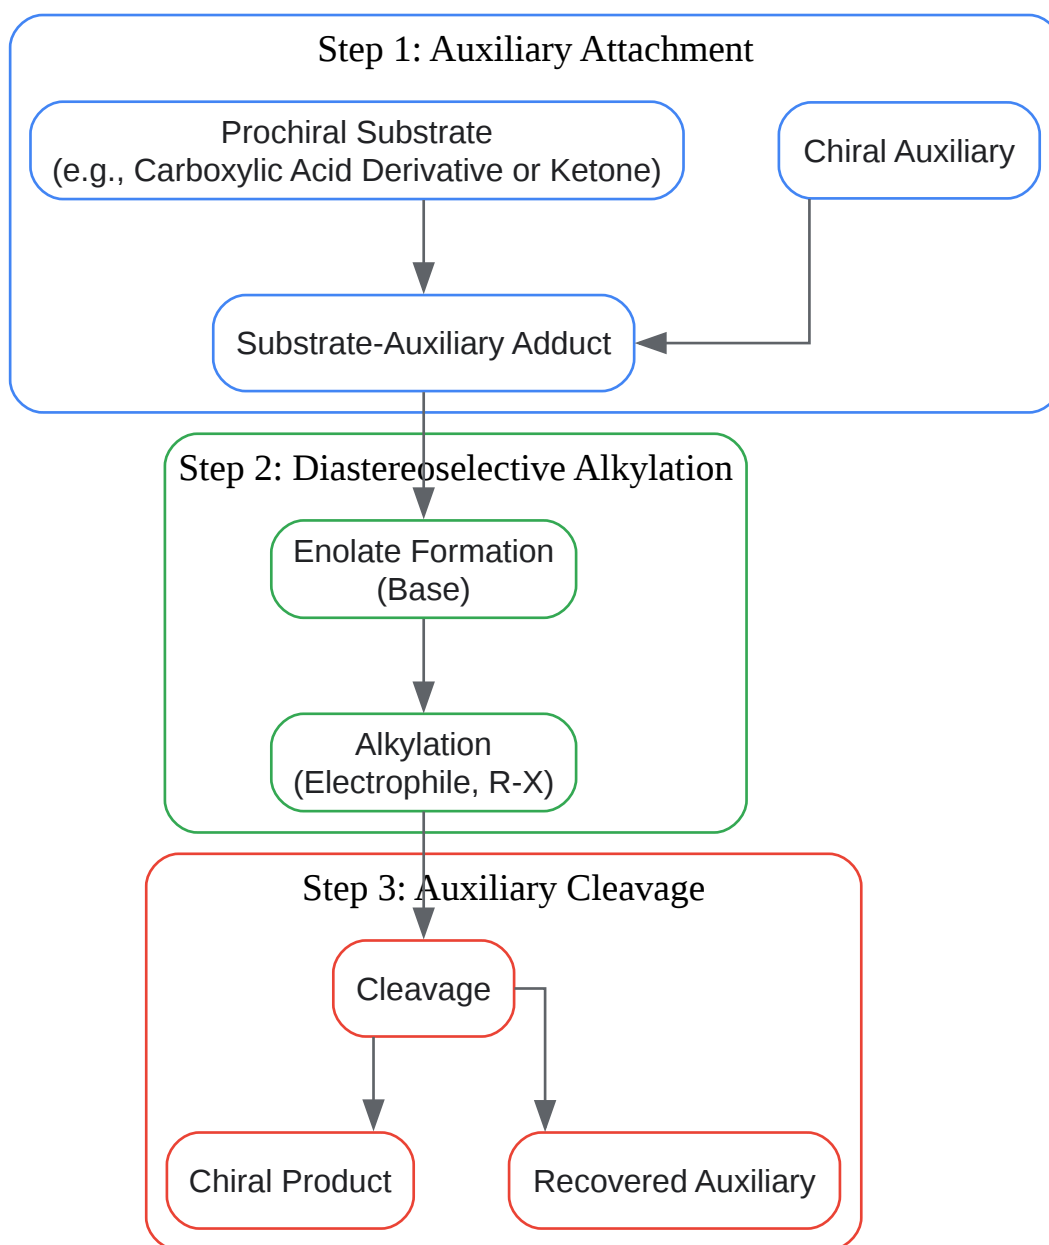 Step 1: Auxiliary Attachment
Prochiral Substrate
(e.g., Carboxylic Acid Derivative or Ketone)
Chiral Auxiliary
Substrate-Auxiliary Adduct
Step 2: Diastereoselective Alkylation
Enolate Formation
(Base)
Alkylation
(Electrophile, R-X)
Step 3: Auxiliary Cleavage
Cleavage
Chiral Product
Recovered Auxiliary